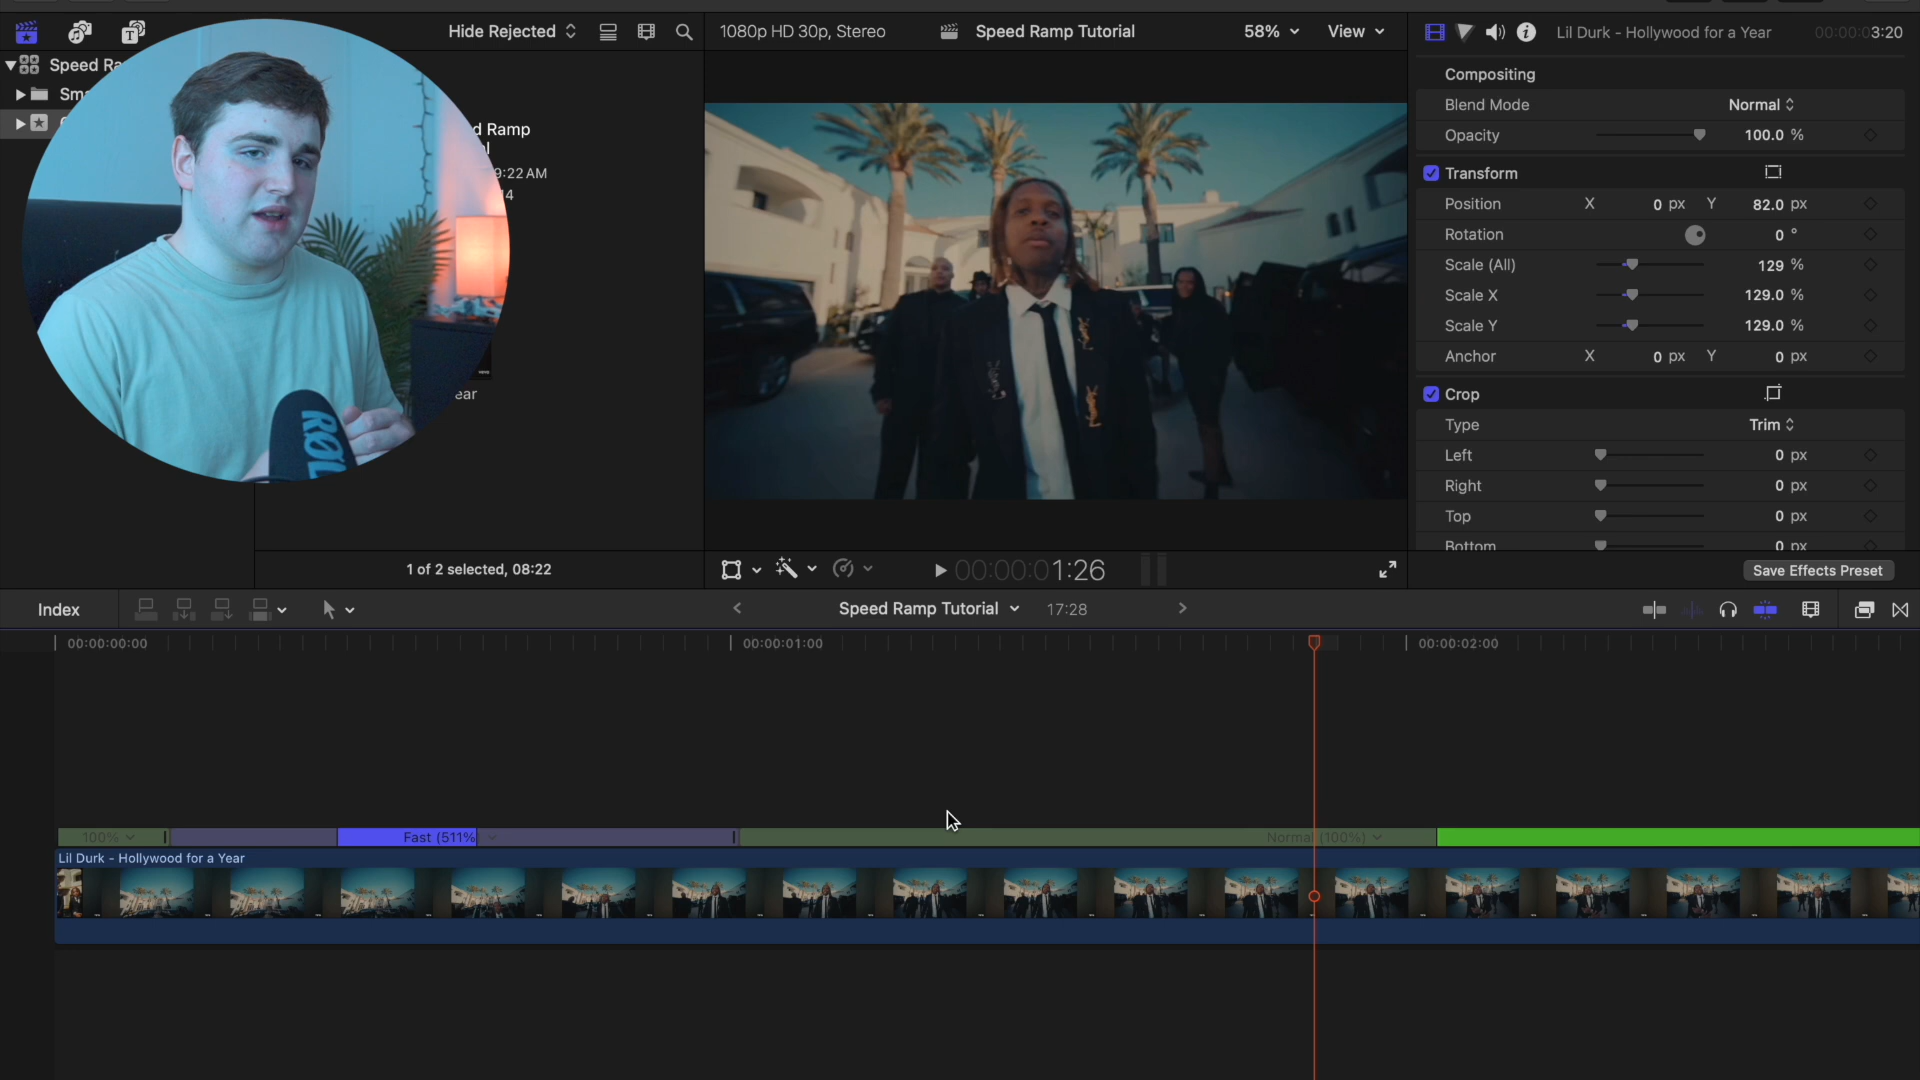 Hide Rejected
1080p HD 30p, Stereo
Speed Ramp Tutorial
58%
View
Lil Durk - Hollywood for a Year
00:00:03:20
Speed Ra
Sma
d Ramp
9:22 AM
ear
RØ
1 of 2 selected, 08:22
Compositing
Blend Mode Normal
Opacity 100.0 %
Transform
Position X 0 px Y 82.0 px
Rotation 0 °
Scale (All) 129 %
Scale X 129.0 %
Scale Y 129.0 %
Anchor X 0 px Y 0 px
Crop
Type Trim
Left 0 px
Right 0 px
Top 0 px
Bottom 0 px
00:00:01:26
Save Effects Preset
Index
Speed Ramp Tutorial
17:28
00:00:00:00
00:00:01:00
00:00:02:00
100%
Fast (511%
Normal (100%)
Lil Durk - Hollywood for a Year